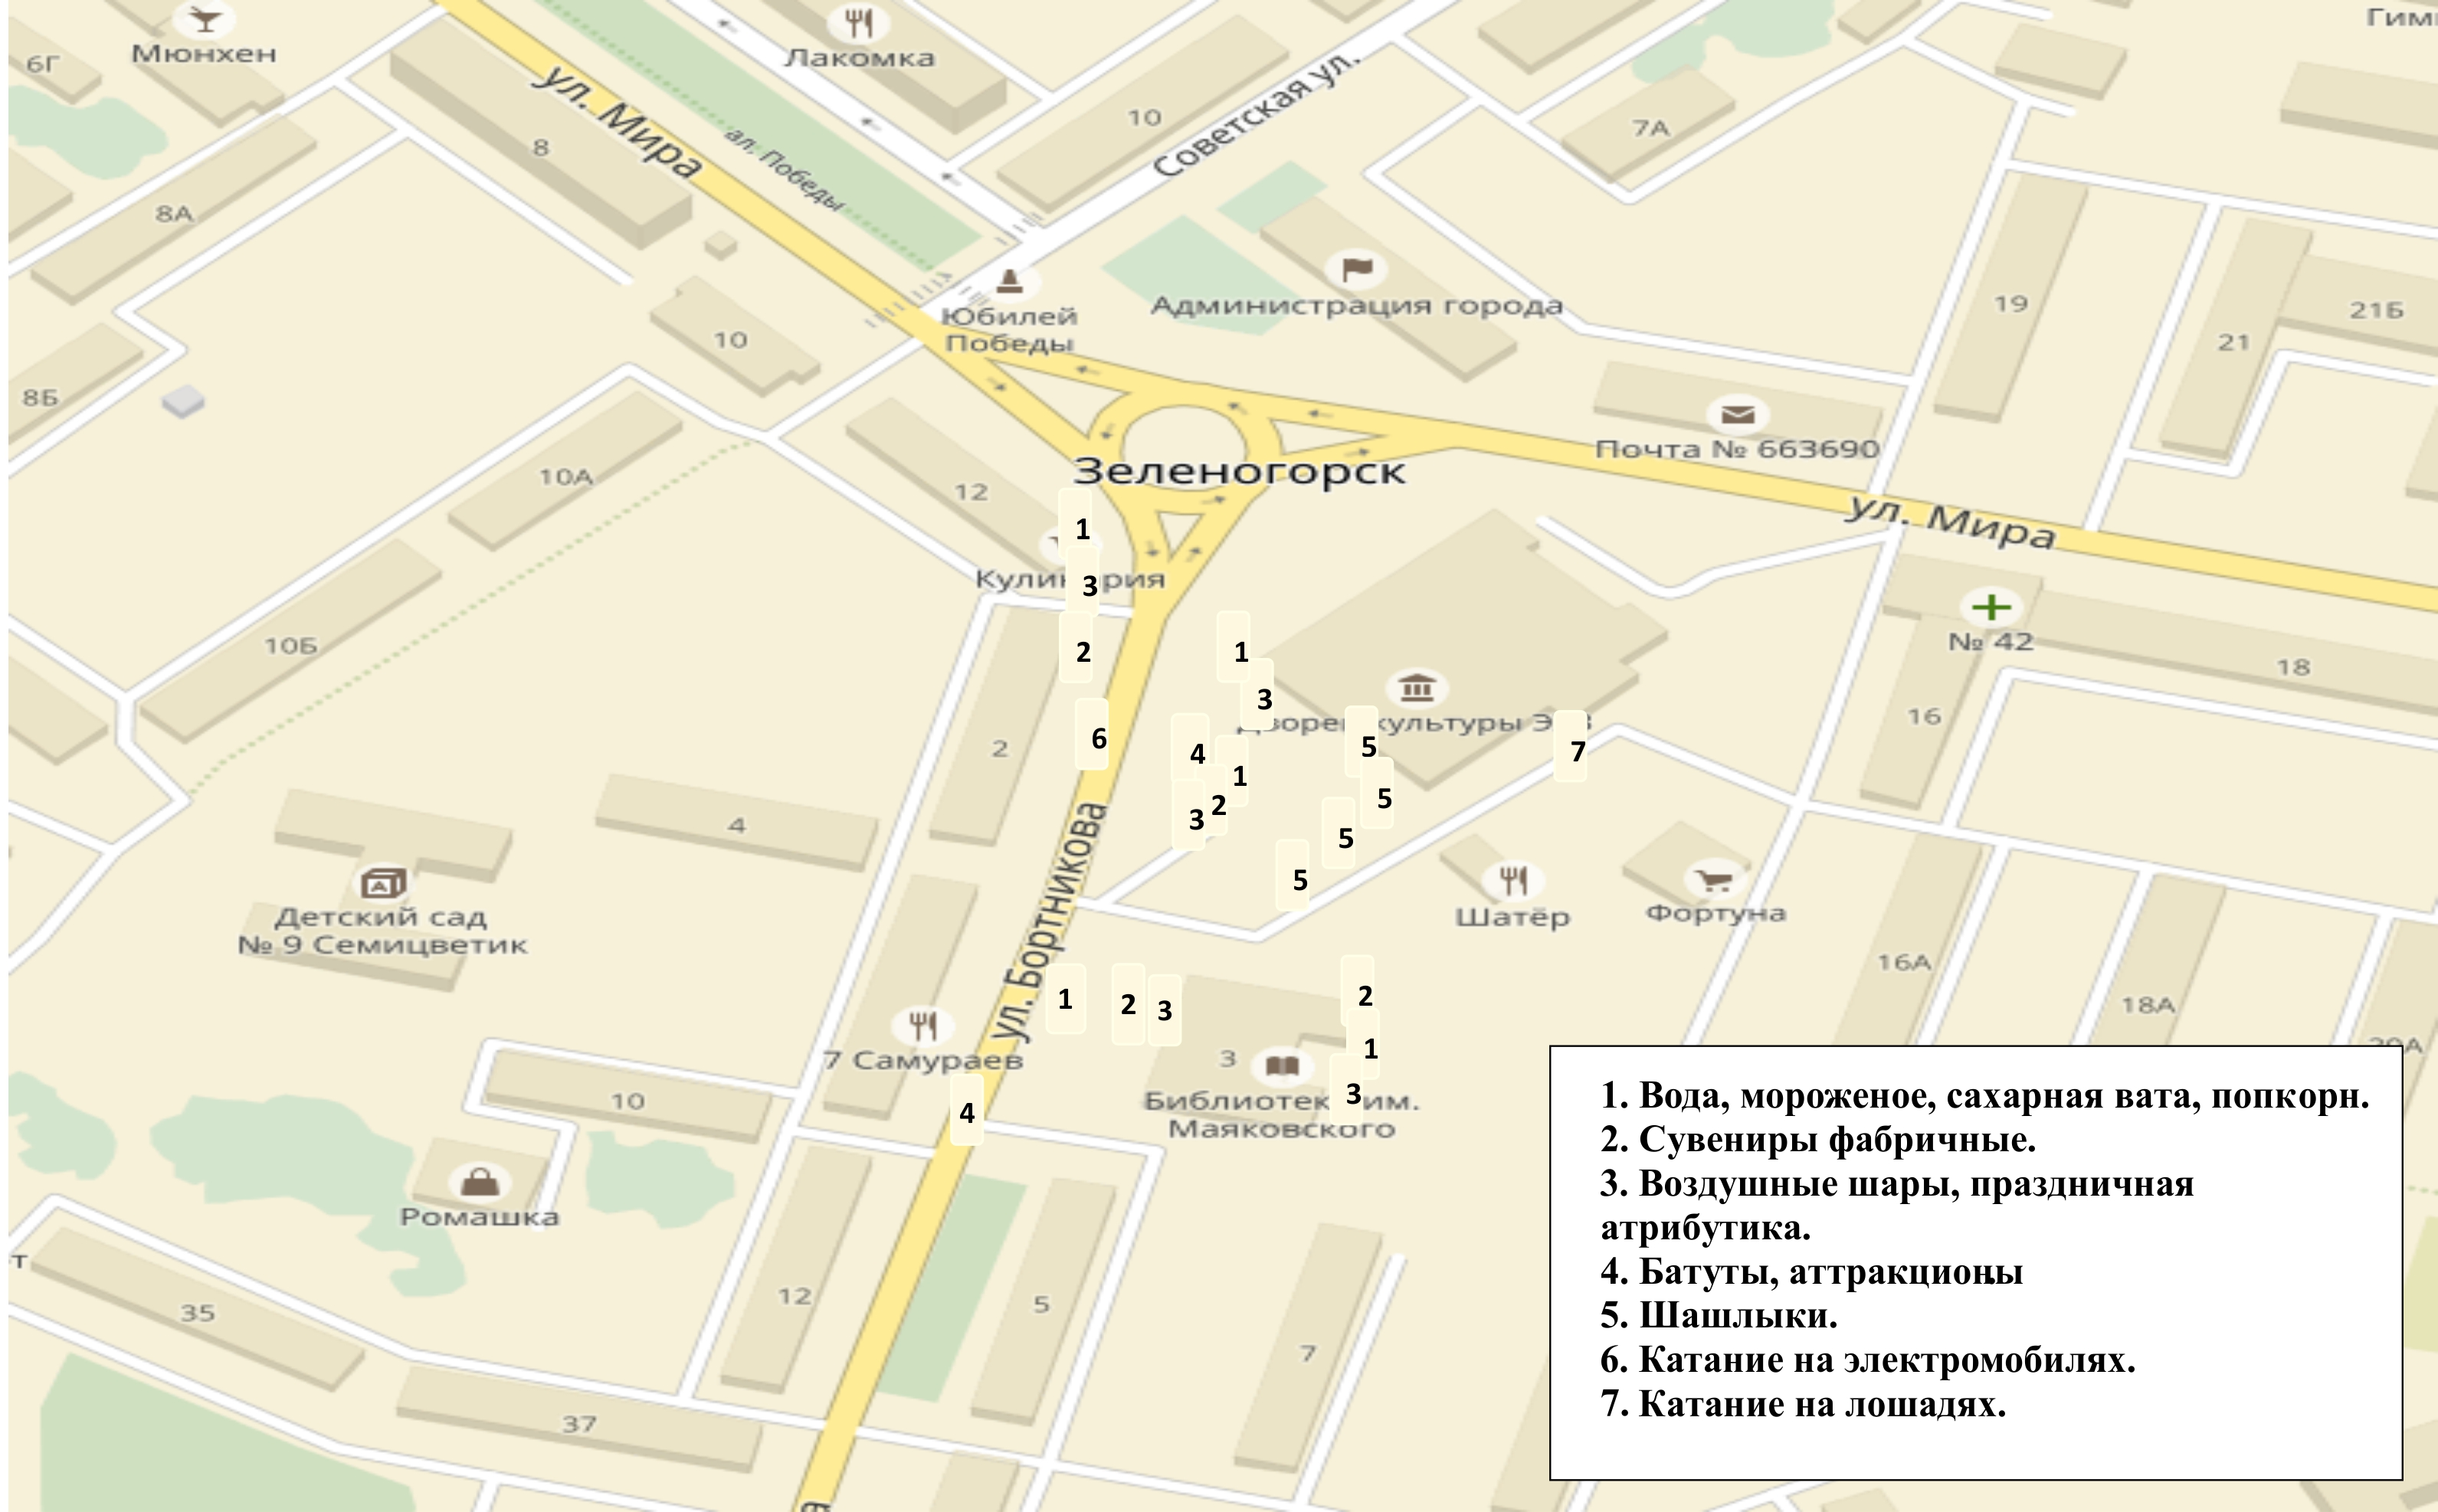 Мюнхен
6Г
Лакомка
Гим
8
ул. Мира
ал. Победы
10
Советская ул.
7А
8А
Юбилей
Победы
Администрация города
10
19
21
21Б
8Б
Почта № 663690
Зеленогорск
10А
12
ул. Мира
1
Кулин
рия
3
2
1
3
10Б
№ 42
18
16
2
6
4
1
2
3
культуры Э
5
7
5
5
5
4
ул. Бортникова
Детский сад
№ 9 Семицветик
Шатёр
Фортуна
16А
18А
20А
1
2
3
2
1
3
7 Самураев
3
Библиотек
им.
Маяковского
4
10
Ромашка
т
35
12
5
7
37
а
1. Вода, мороженое, сахарная вата, попкорн.
2. Сувениры фабричные.
3. Воздушные шары, праздничная
атрибутика.
4. Батуты, аттракционы
5. Шашлыки.
6. Катание на электромобилях.
7. Катание на лошадях.